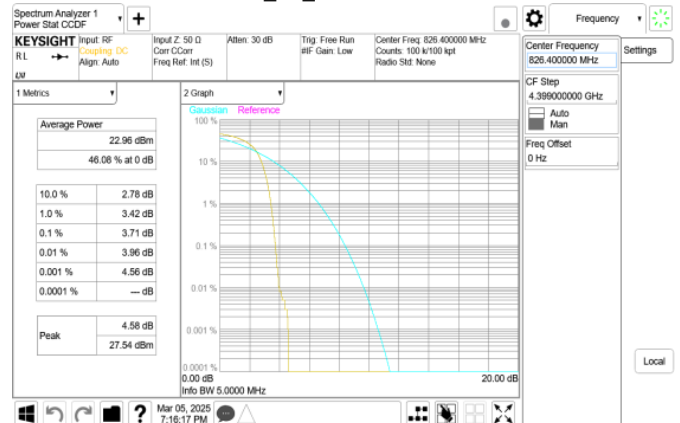 Spectrum Analyzer 1
Power Stat CCDF
Frequency
KEYSIGHT
Input: RF
Coupling: DC
Align: Auto
Input Z: 50 Ω
Corr CCorr
Freq Ref: Int (S)
Atten: 30 dB
Trig: Free Run
#IF Gain: Low
Center Freq: 826.400000 MHz
Counts: 100 k/100 kpt
Radio Std: None
RL
Center Frequency
826.400000 MHz
Settings
CF Step
4.399000000 GHz
Auto
Man
Freq Offset
0 Hz
1 Metrics
2 Graph
Gaussian Reference
Average Power
22.96 dBm
46.08 % at 0 dB
10.0 % 2.78 dB
1.0 % 3.42 dB
0.1 % 3.71 dB
0.01 % 3.96 dB
0.001 % 4.56 dB
0.0001 % --- dB
Peak
4.58 dB
27.54 dBm
100 %
10 %
1 %
0.1 %
0.01 %
0.001 %
0.0001 %
0.00 dB
20.00 dB
Info BW 5.0000 MHz
Local
?
Mar 05, 2025
7:16:17 PM